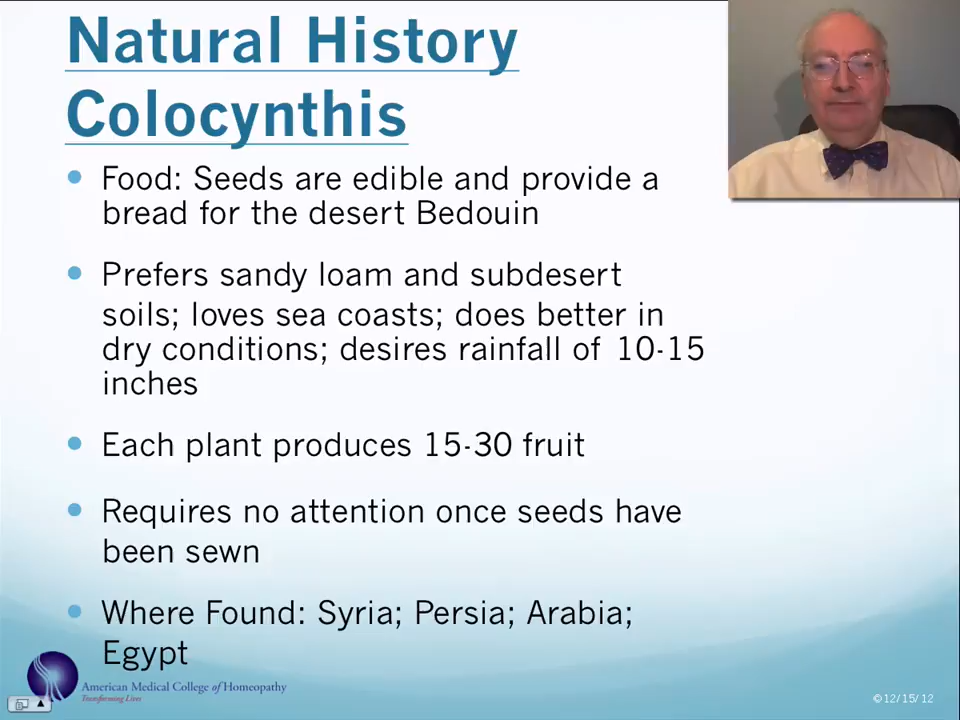 Natural History
Colocynthis
Food: Seeds are edible and provide a
bread for the desert Bedouin
Prefers sandy loam and subdesert
soils; loves sea coasts; does better in
dry conditions; desires rainfall of 10-15
inches
Each plant produces 15-30 fruit
Requires no attention once seeds have
been sewn
Where Found: Syria; Persia; Arabia;
Egypt
American Medical College of Homeopathy
Transforming Lives
©12/15/12